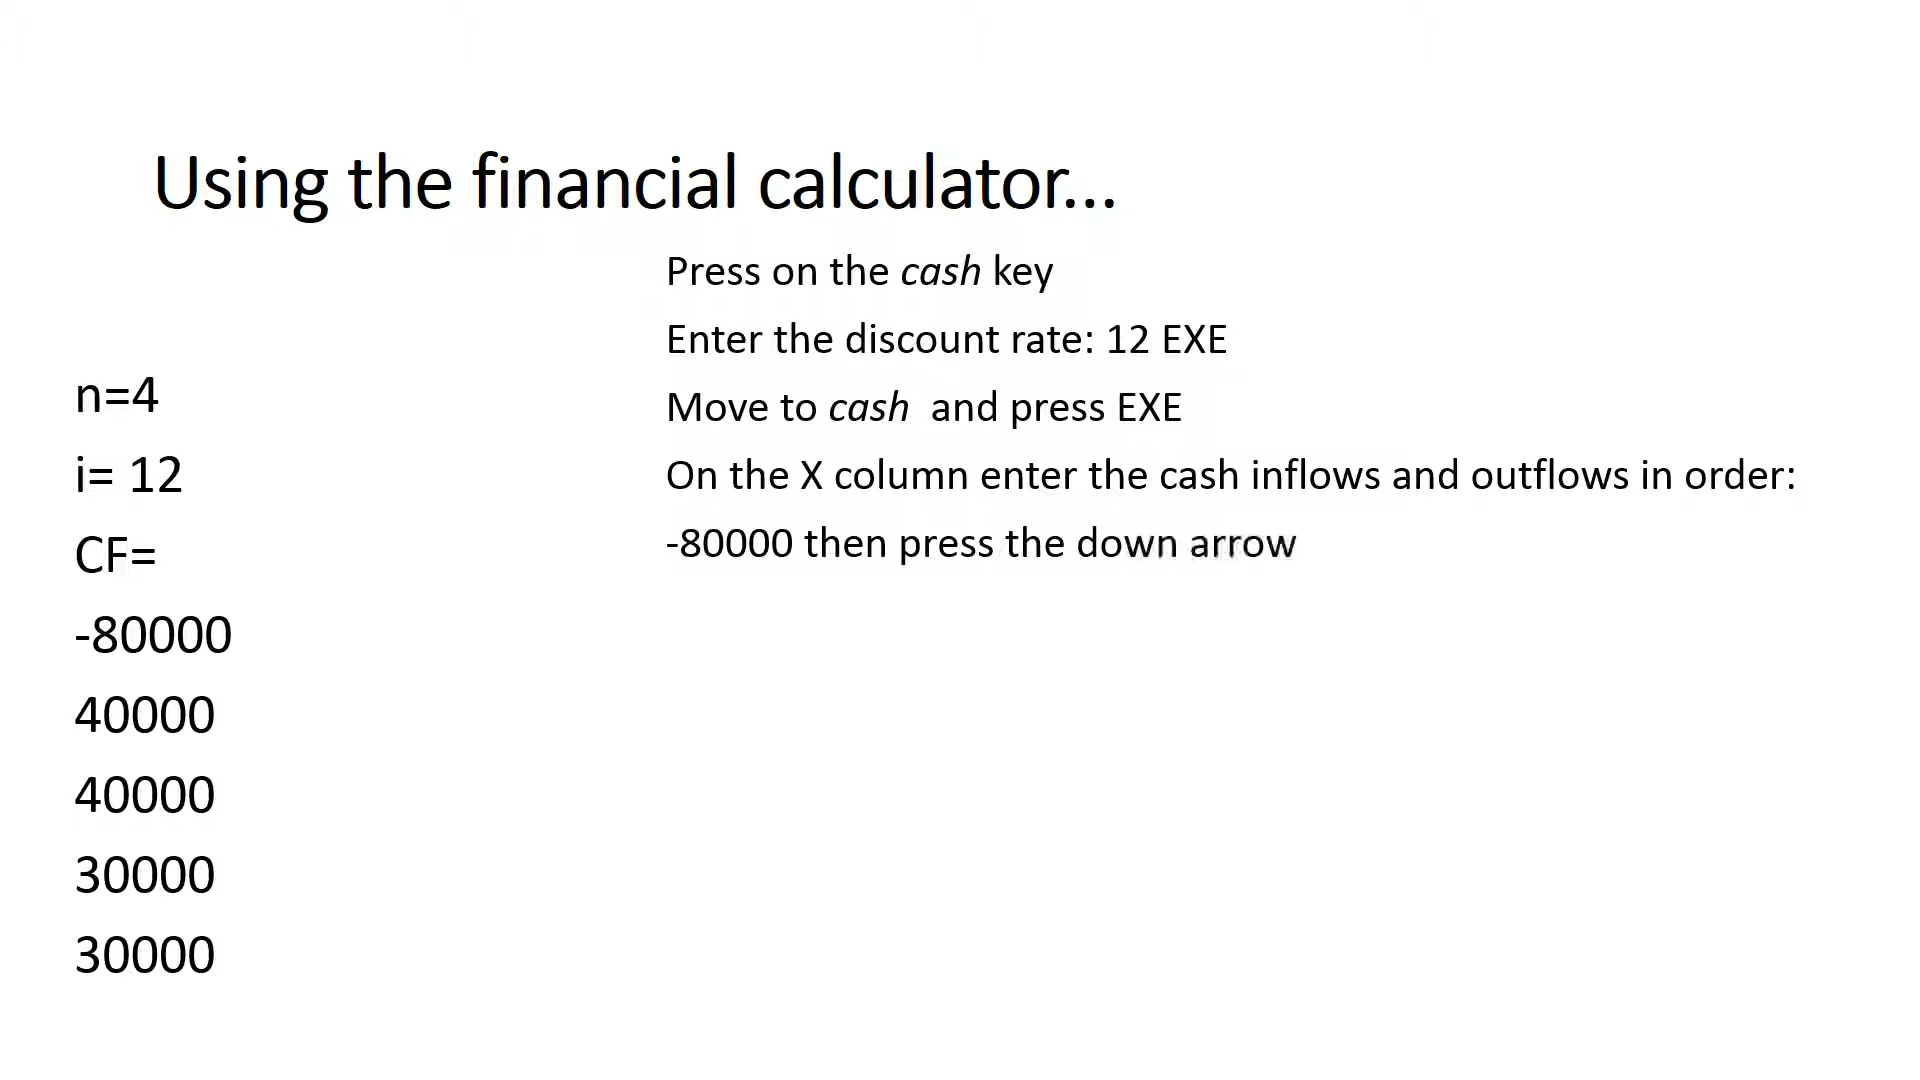 Using the financial calculator...
n=4
i= 12
CF=
-80000
40000
40000
30000
30000
Press on the cash key
Enter the discount rate: 12 EXE
Move to cash and press EXE
On the X column enter the cash inflows and outflows in order:
-80000 then press the down arrow